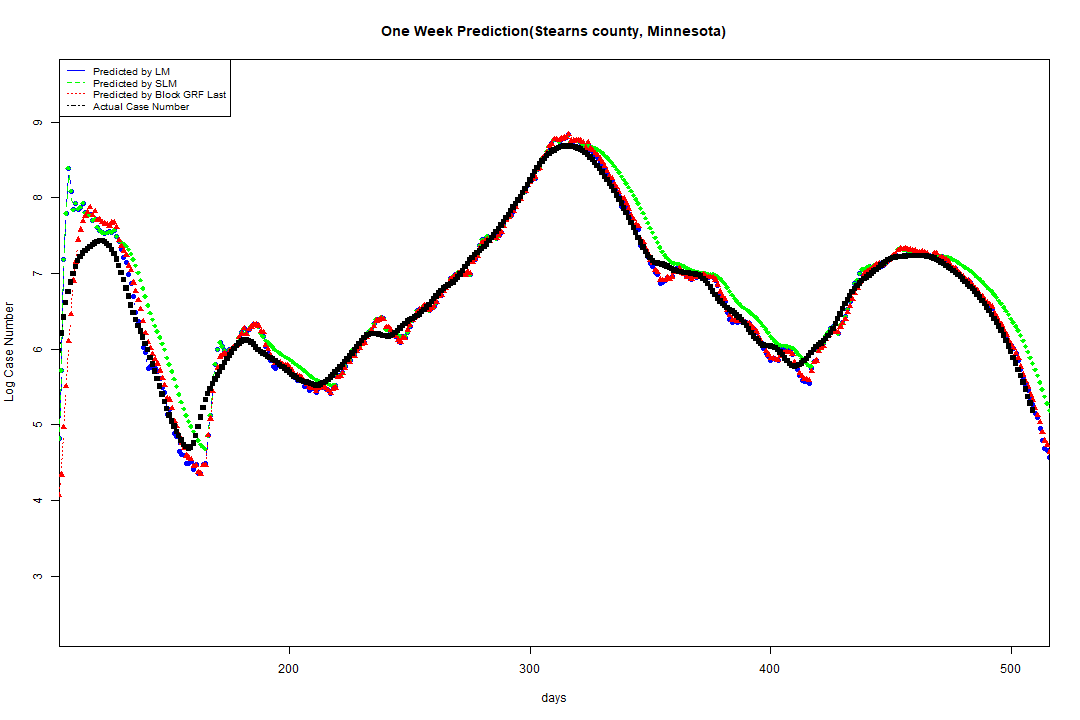 One Week Prediction(Stearns county, Minnesota)
Predicted by LM
Predicted by SLM
Predicted by Block GRF Last
Actual Case Number
Log Case Number
9
8
7
6
5
4
3
200
300
400
500
days